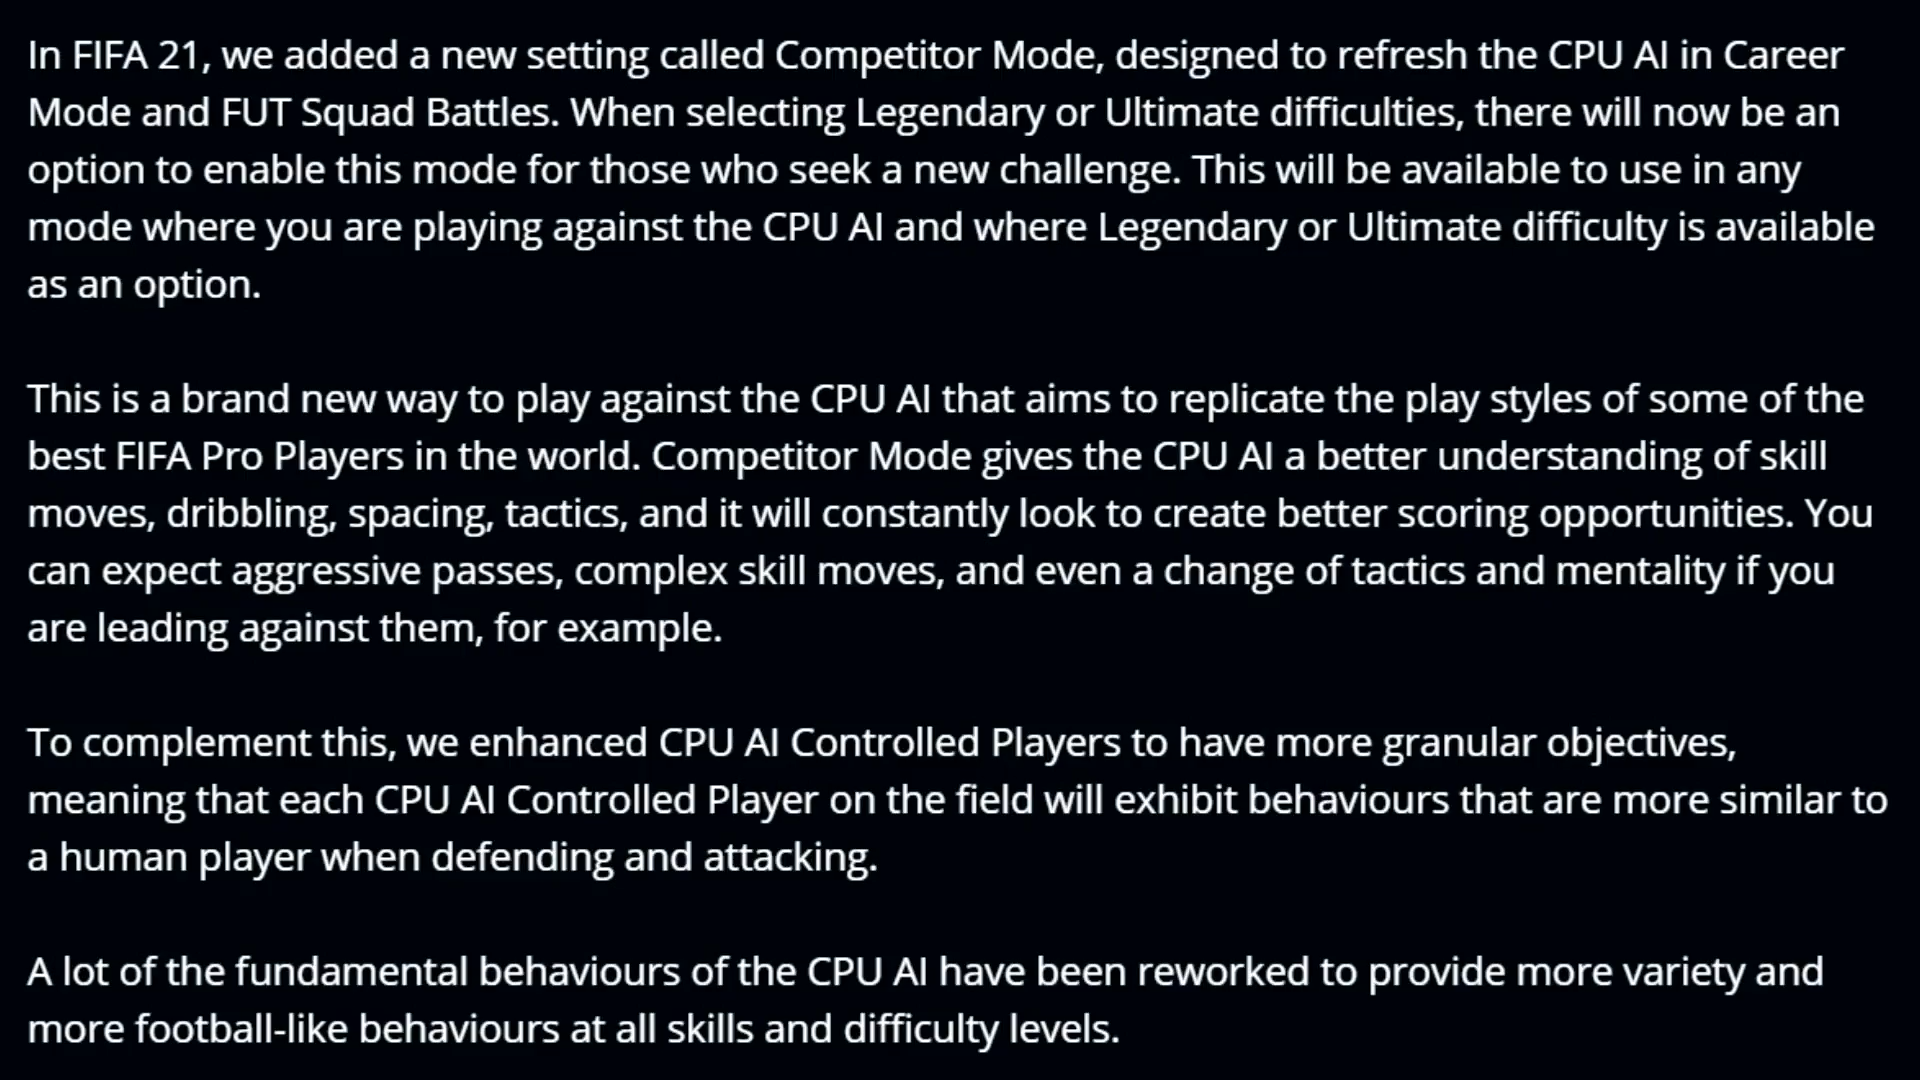 In FIFA 21, we added a new setting called Competitor Mode, designed to refresh the CPU AI in Career
Mode and FUT Squad Battles. When selecting Legendary or Ultimate difficulties, there will now be an
option to enable this mode for those who seek a new challenge. This will be available to use in any
mode where you are playing against the CPU AI and where Legendary or Ultimate difficulty is available
as an option.
This is a brand new way to play against the CPU AI that aims to replicate the play styles of some of the
best FIFA Pro Players in the world. Competitor Mode gives the CPU AI a better understanding of skill
moves, dribbling, spacing, tactics, and it will constantly look to create better scoring opportunities. You
can expect aggressive passes, complex skill moves, and even a change of tactics and mentality if you
are leading against them, for example.
To complement this, we enhanced CPU AI Controlled Players to have more granular objectives,
meaning that each CPU AI Controlled Player on the field will exhibit behaviours that are more similar to
a human player when defending and attacking.
A lot of the fundamental behaviours of the CPU AI have been reworked to provide more variety and
more football-like behaviours at all skills and difficulty levels.